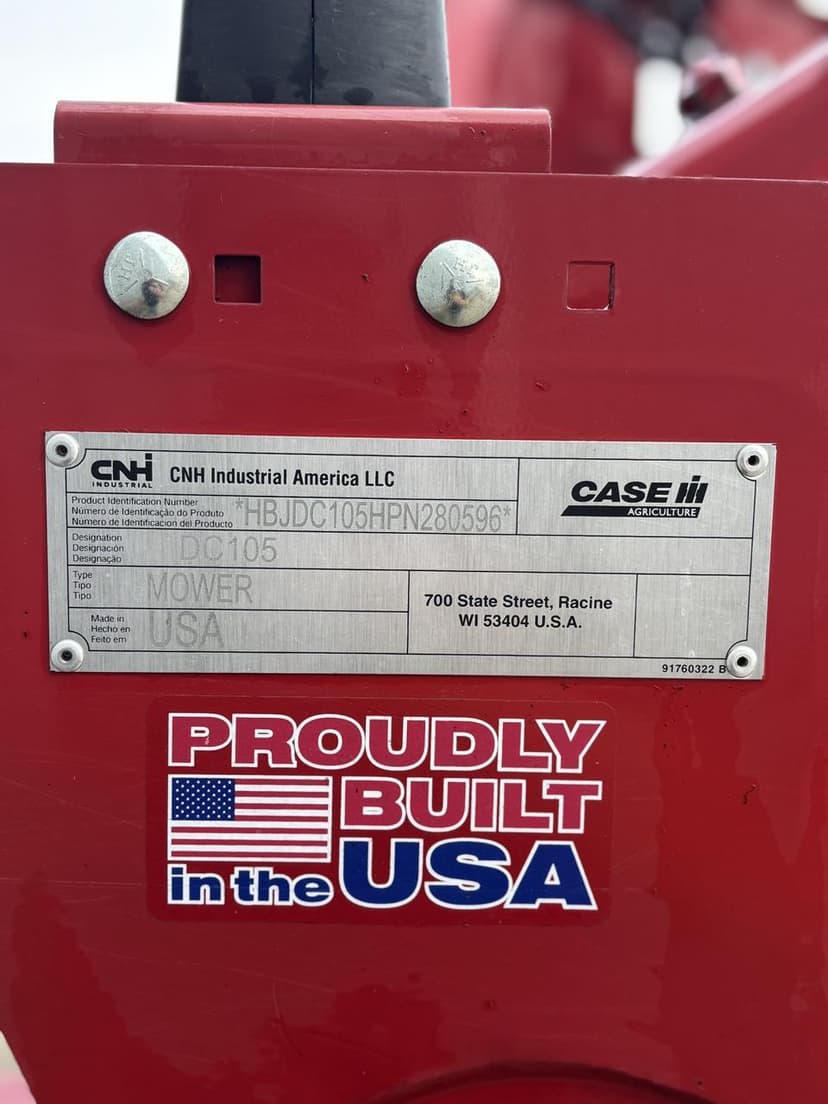 CNH
INDUSTRIAL
CNH Industrial America LLC
Product Identification Number
Número de Identificação do Produto
Número de Identificacion del Producto
*HBJDC105HPN280596*
CASE IH
AGRICULTURE
Designation
Designación
Designação
DC105
Type
Tipo
Tipo
MOWER
Made in
Hecho en
Feito em
USA
700 State Street, Racine
WI 53404 U.S.A.
91760322 B
PROUDLY
BUILT
in the USA